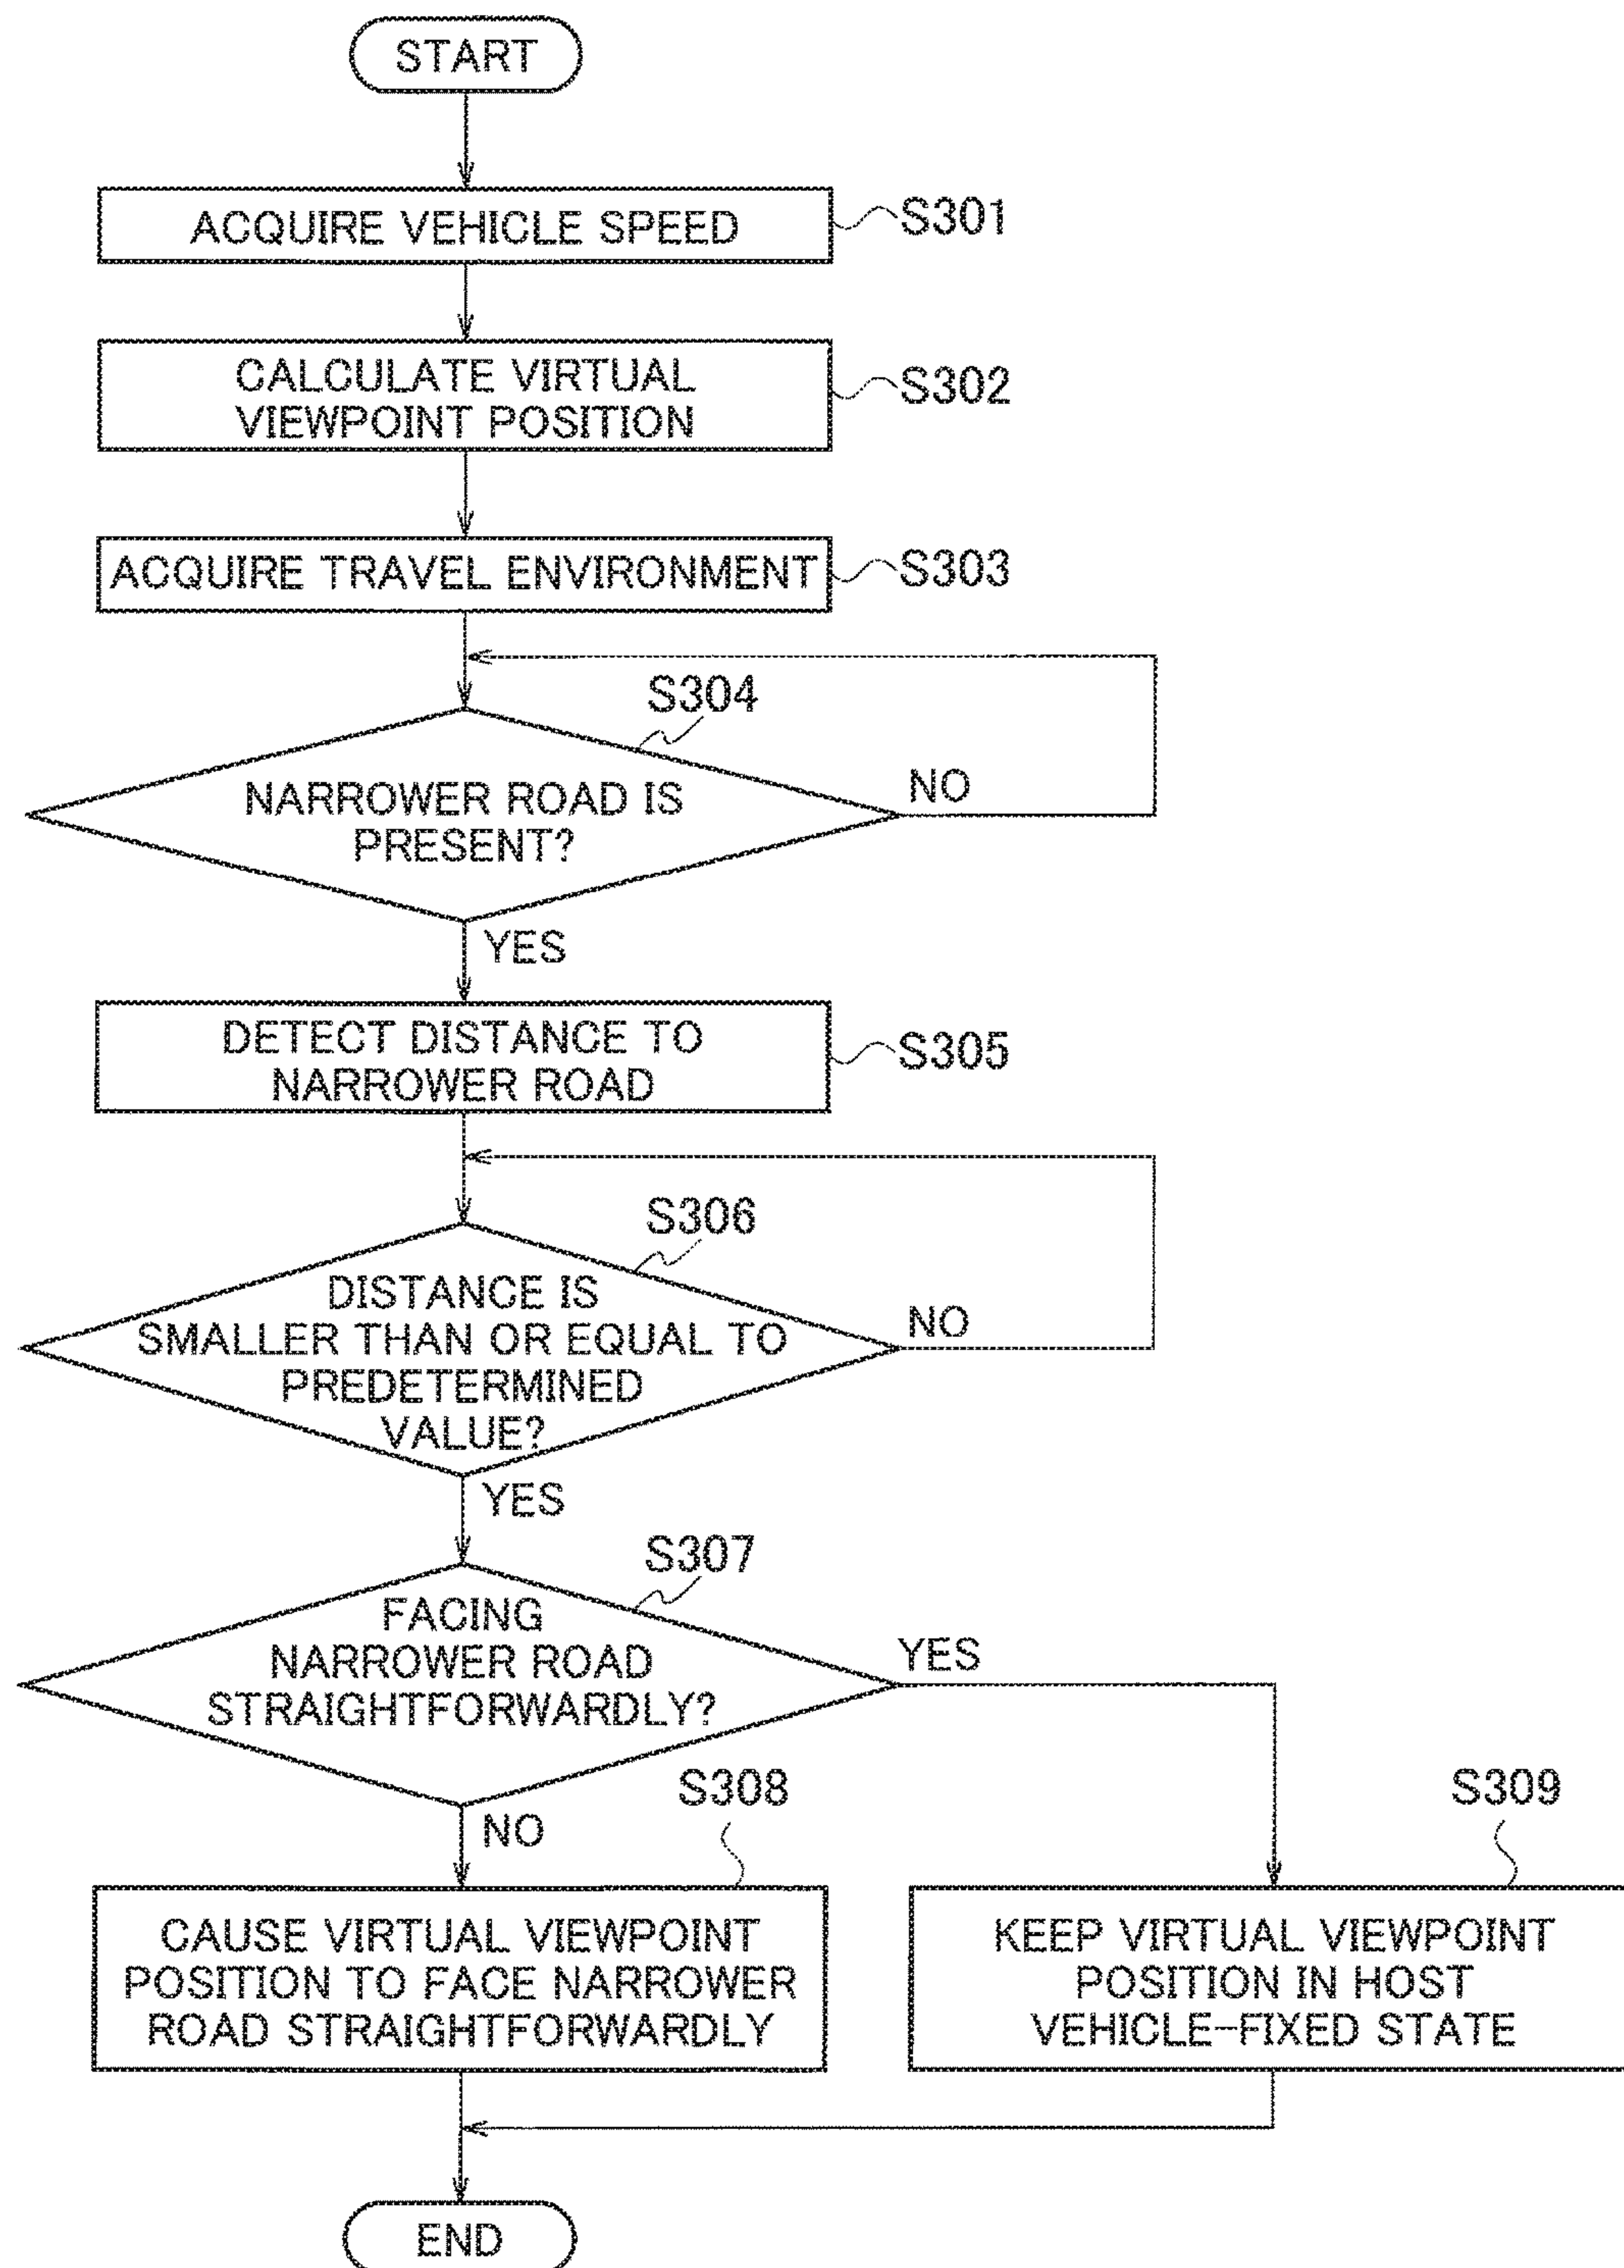 START
ACQUIRE VEHICLE SPEED
S301
CALCULATE VIRTUAL
VIEWPOINT POSITION
S302
ACQUIRE TRAVEL ENVIRONMENT
S303
S304
NARROWER ROAD IS
PRESENT?
NO
YES
DETECT DISTANCE TO
NARROWER ROAD
S305
S306
DISTANCE IS
SMALLER THAN OR EQUAL TO
PREDETERMINED
VALUE?
NO
YES
S307
FACING
NARROWER ROAD
STRAIGHTFORWARDLY?
YES
NO
S308
CAUSE VIRTUAL VIEWPOINT
POSITION TO FACE NARROWER
ROAD STRAIGHTFORWARDLY
S309
KEEP VIRTUAL VIEWPOINT
POSITION IN HOST
VEHICLE-FIXED STATE
END